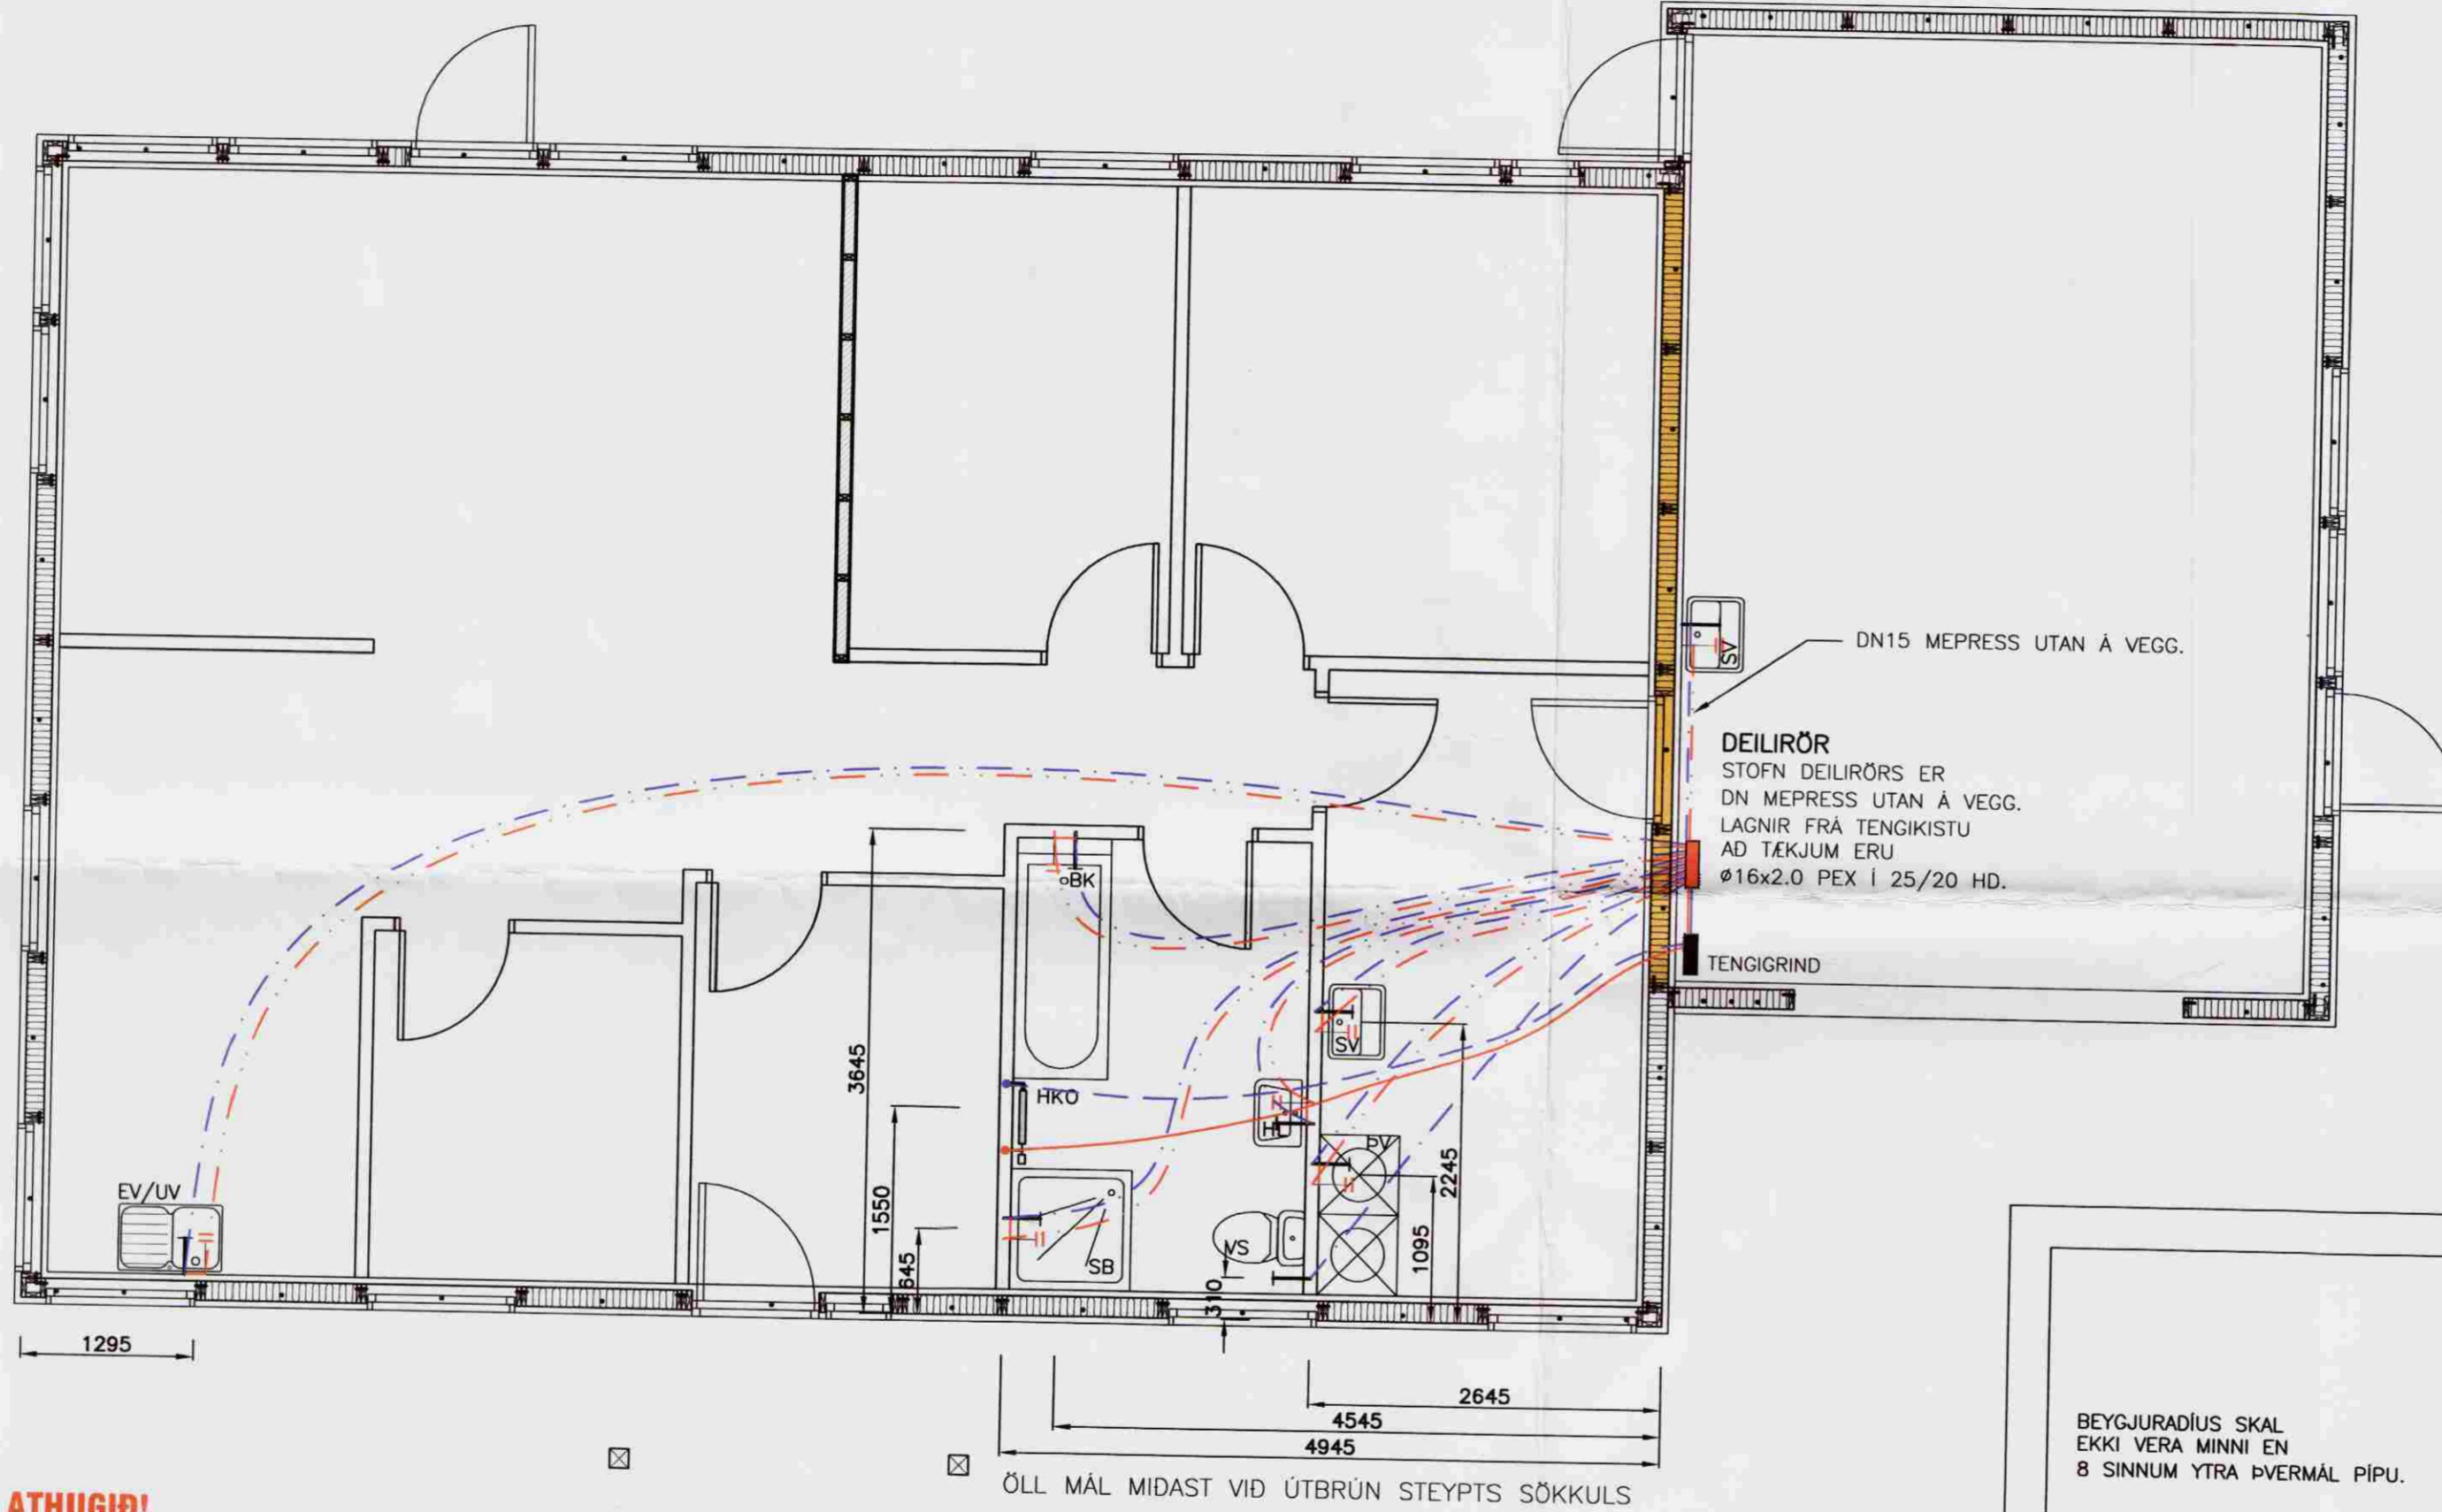 SV
DN15 MEPRESS UTAN Á VEGG.
DEILIRÖR
STOFN DEILIRÖRS ER
DN MEPRESS UTAN Á VEGG.
LAGNIR FRÁ TENGIKISTU
AÐ TÆKJUM ERU
Ø16x2.0 PEX Í 25/20 HD.
TENGIGRIND
BK
SV
HKO
ÞV
EV/UV
SB
VS
3645
1550
645
310
1095
2245
1295
2645
4545
4945
ÖLL MÁL MIÐAST VIÐ ÚTBRÚN STEYPTS SÖKKULS
BEYGJURADÍUS SKAL
EKKI VERA MINNI EN
8 SINNUM YTRA ÞVERMÁL PÍPU.
ATHUGIÐ!